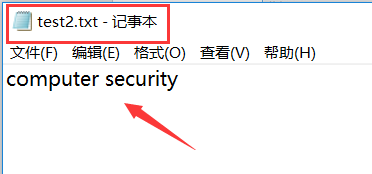 test2.txt - 记事本
文件(F) 编辑(E) 格式(O) 查看(V) 帮助(H)
computer security